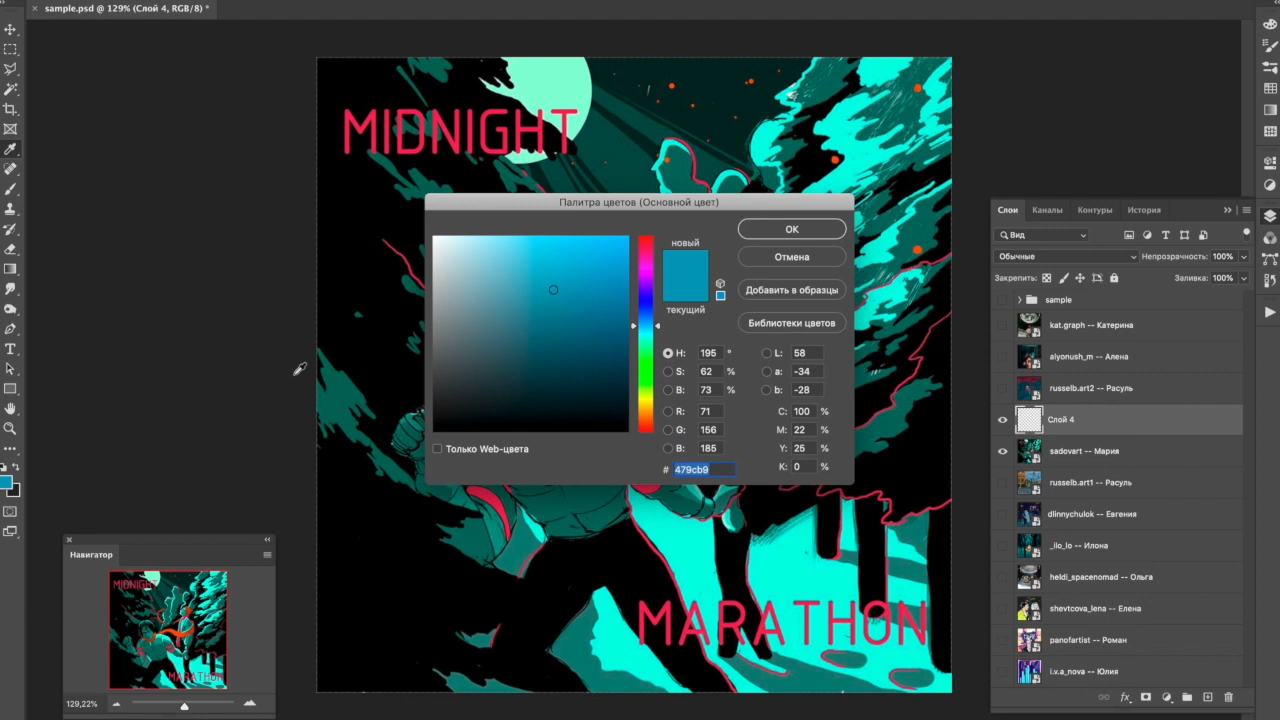 sample.psd @ 129% (Слой 4, RGB/8) *
MIDNIGHT
Палитра цветов (Основной цвет)
новый
текущий
OK
Отмена
Добавить в образцы
Библиотеки цветов
H: 195 °
S: 62 %
B: 73 %
R: 71
G: 156
B: 185
# 479cb9
L: 58
a: -34
b: -28
C: 100 %
M: 22 %
Y: 25 %
K: 0 %
Только Web-цвета
MARATHON
Навигатор
MIDNIGHT
MARATHON
129,22%
Слои Каналы Контуры История
Вид
Обычные Непрозрачность: 100%
Закрепить: Заливка: 100%
sample
kat.graph -- Катерина
alyonush_m -- Алена
russelb.art2 -- Расуль
Слой 4
sadovart -- Мария
russelb.art1 -- Расуль
dlinnychulok -- Евгения
_ilo_lo -- Илона
heldi_spacenomad -- Ольга
shevtcova_lena -- Елена
panofartist -- Роман
i.v.a_nova -- Юлия
fx